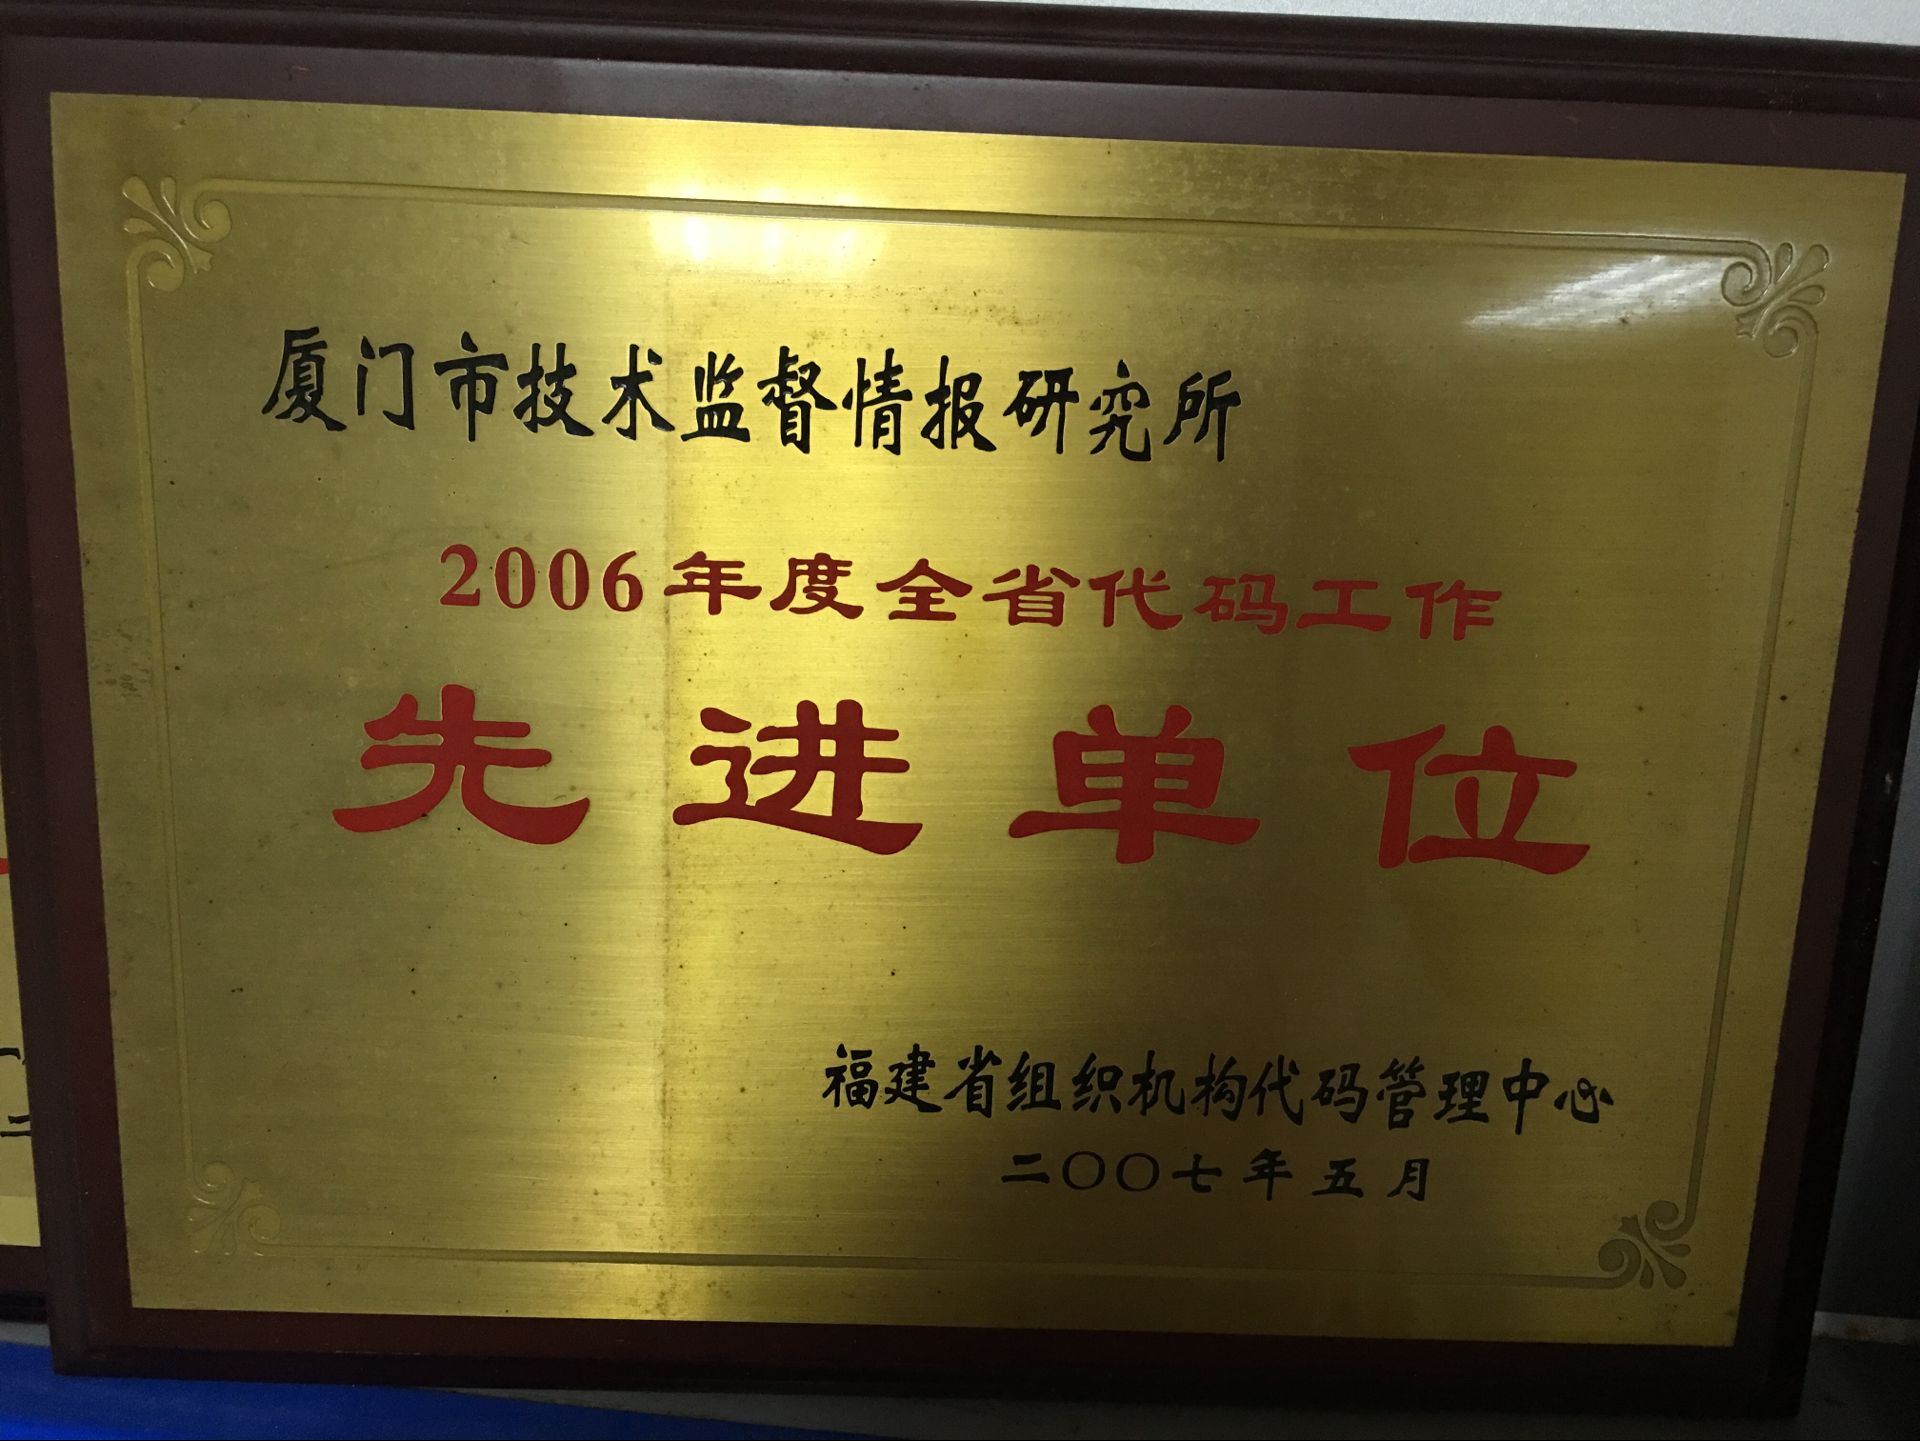 厦门市技术监督情报研究所
2006年度全省代码工作
先进单位
福建省组织机构代码管理中心
二〇〇七年五月